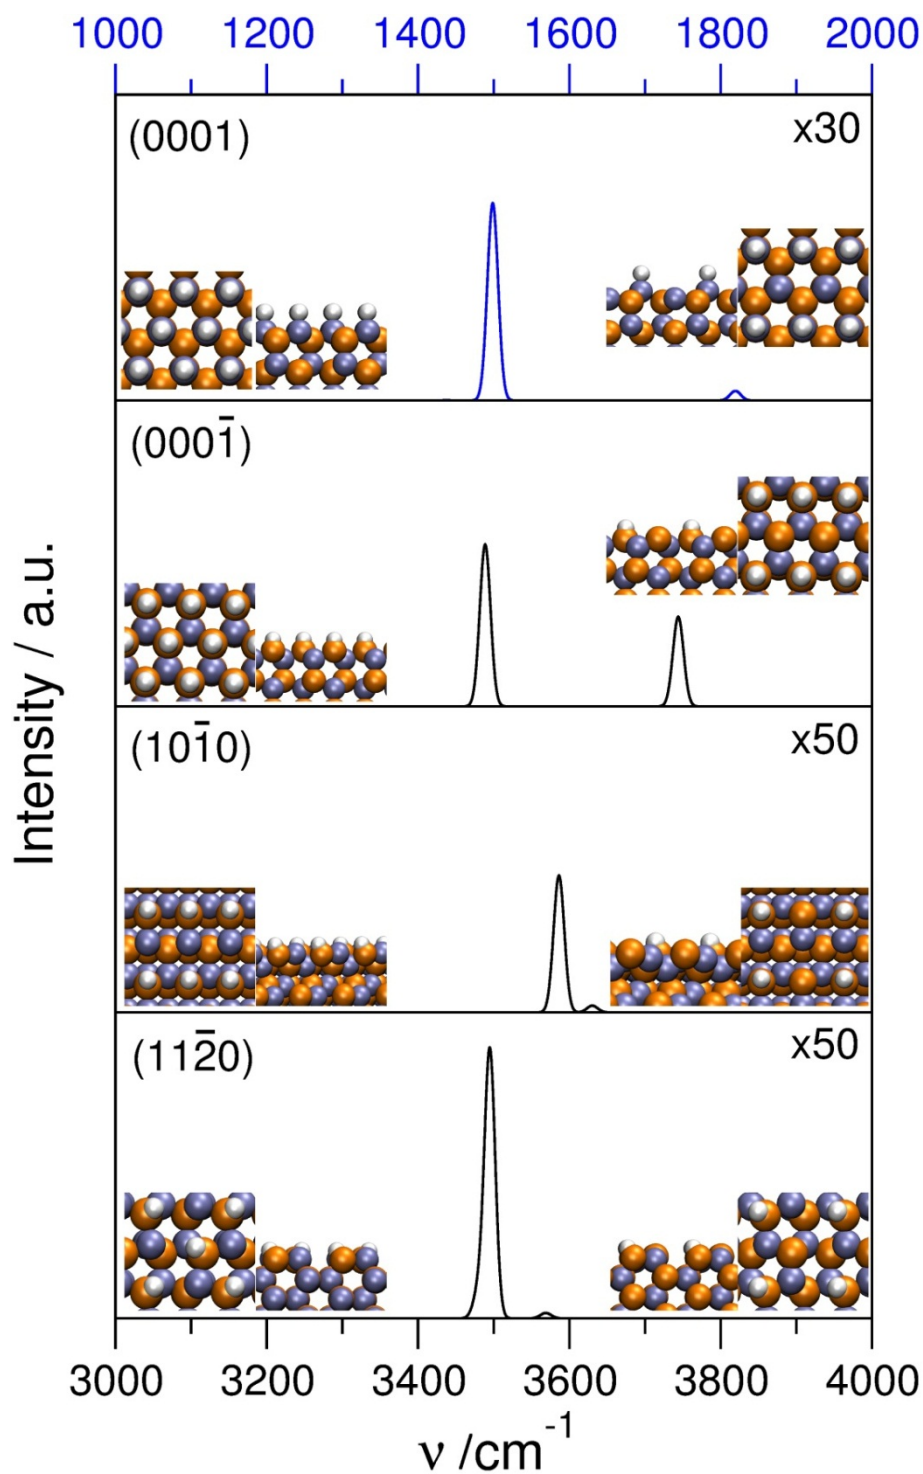 1000 1200 1400 1600 1800 2000
(0001) x30
(0001̄)
(101̄0) x50
(112̄0) x50
Intensity / a.u.
3000 3200 3400 3600 3800 4000
ν /cm⁻¹